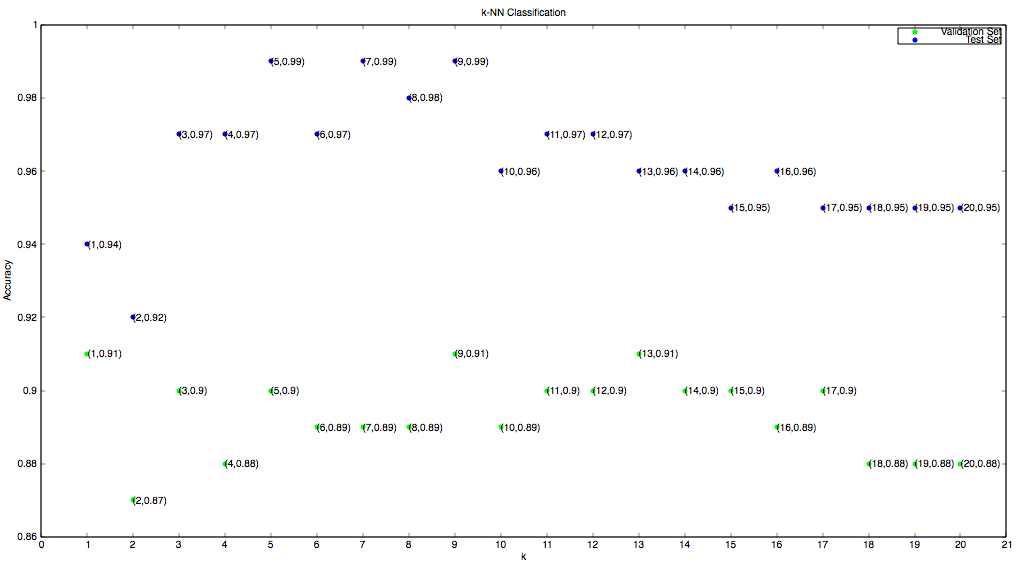 k-NN Classification
1
Validation Set
Test Set
(5,0.99) (7,0.99) (9,0.99)
0.98 (8,0.98)
(3,0.97) (4,0.97) (6,0.97) (11,0.97) (12,0.97)
0.96 (10,0.96) (13,0.96) (14,0.96) (16,0.96)
(15,0.95) (17,0.95) (18,0.95) (19,0.95) (20,0.95)
0.94 (1,0.94)
Accuracy
0.92 (2,0.92)
(1,0.91) (9,0.91) (13,0.91)
0.9 (3,0.9) (5,0.9) (11,0.9) (12,0.9) (14,0.9) (15,0.9) (17,0.9)
(6,0.89) (7,0.89) (8,0.89) (10,0.89) (16,0.89)
0.88 (4,0.88) (18,0.88) (19,0.88) (20,0.88)
(2,0.87)
0.86
0 1 2 3 4 5 6 7 8 9 10 11 12 13 14 15 16 17 18 19 20 21
k